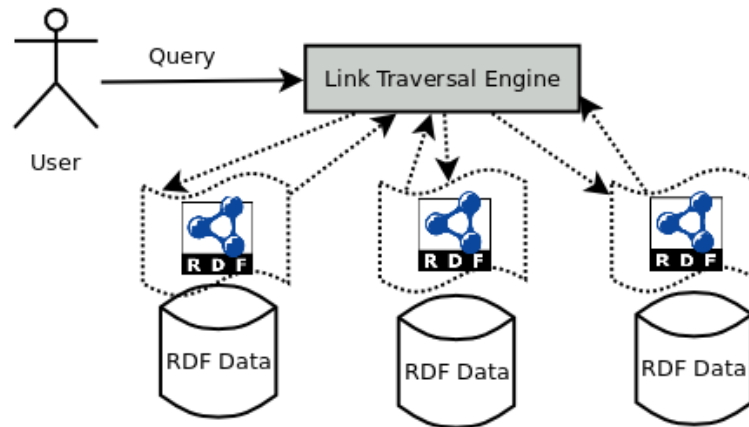 Query
Link Traversal Engine
User
RDF
RDF
RDF
RDF Data
RDF Data
RDF Data